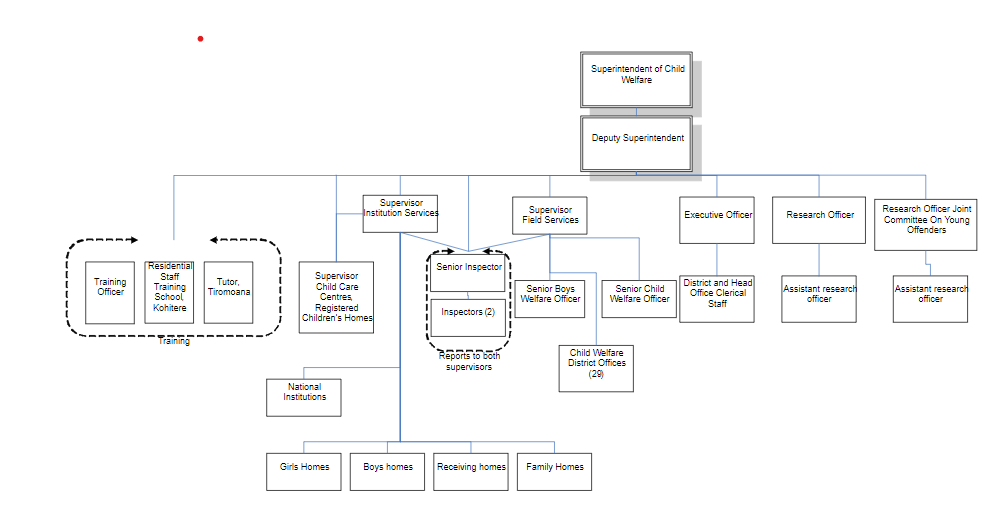 Superintendent of Child
Welfare
Deputy Superintendent
Supervisor
Institution Services
Supervisor
Field Services
Executive Officer
Research Officer
Research Officer Joint
Committee On Young
Offenders
Training
Officer
Residential
Staff
Training
School,
Kohitere
Tutor,
Tiromoana
Training
Supervisor
Child Care
Centres,
Registered
Children's Homes
Senior Inspector
Inspectors (2)
Reports to both
supervisors
Senior Boys
Welfare Officer
Senior Child
Welfare Officer
District and Head
Office Clerical
Staff
Assistant research
officer
Assistant research
officer
Child Welfare
District Offices
(29)
National
Institutions
Girls Homes
Boys homes
Receiving homes
Family Homes